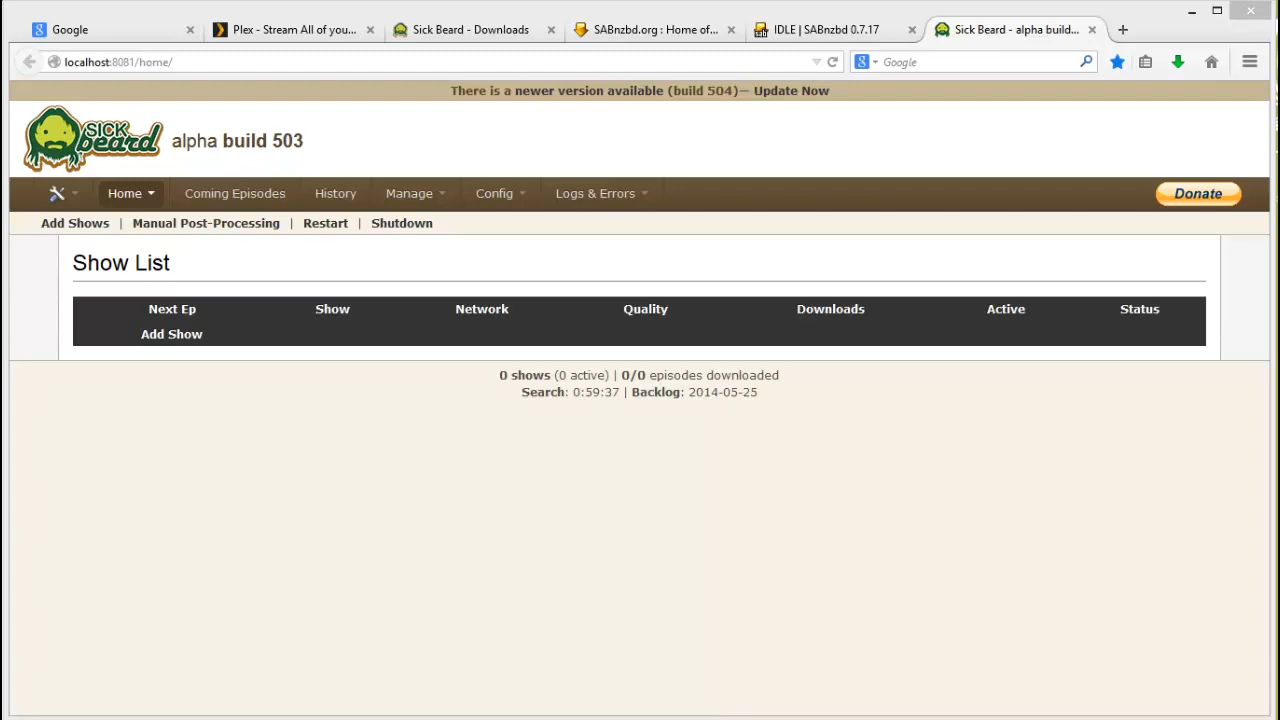 Google Plex - Stream All of you... Sick Beard - Downloads SABnzbd.org : Home of... IDLE | SABnzbd 0.7.17 Sick Beard - alpha build...
localhost:8081/home/ Google
There is a newer version available (build 504)— Update Now
SICK beard alpha build 503
Home Coming Episodes History Manage Config Logs & Errors Donate
Add Shows | Manual Post-Processing | Restart | Shutdown
Show List
Next Ep Show Network Quality Downloads Active Status
Add Show
0 shows (0 active) | 0/0 episodes downloaded
Search: 0:59:37 | Backlog: 2014-05-25